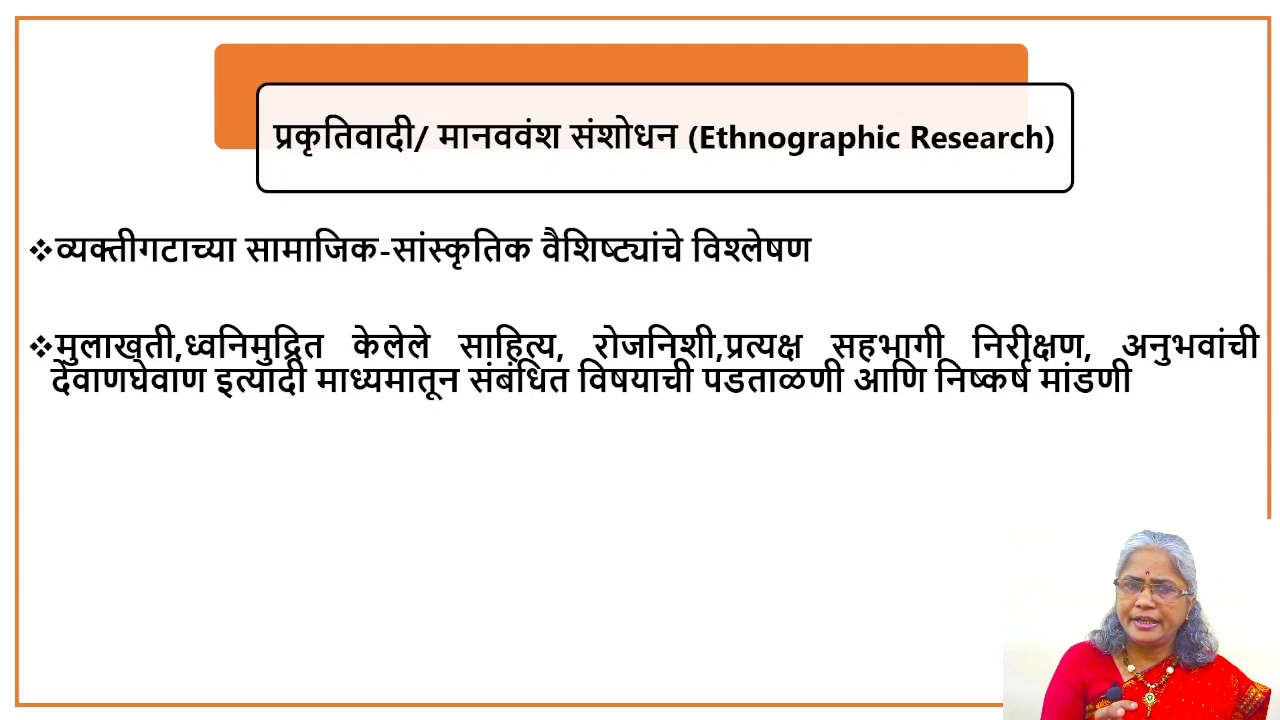 प्रकृतिवादी/ मानववंश संशोधन (Ethnographic Research)
❖व्यक्तीगटाच्या सामाजिक-सांस्कृतिक वैशिष्ट्यांचे विश्लेषण
❖मुलाखती,ध्वनिमुद्रित केलेले साहित्य, रोजनिशी,प्रत्यक्ष सहभागी निरीक्षण, अनुभवांची
देवाणघेवाण इत्यादी माध्यमातून संबंधित विषयाची पडताळणी आणि निष्कर्ष मांडणी